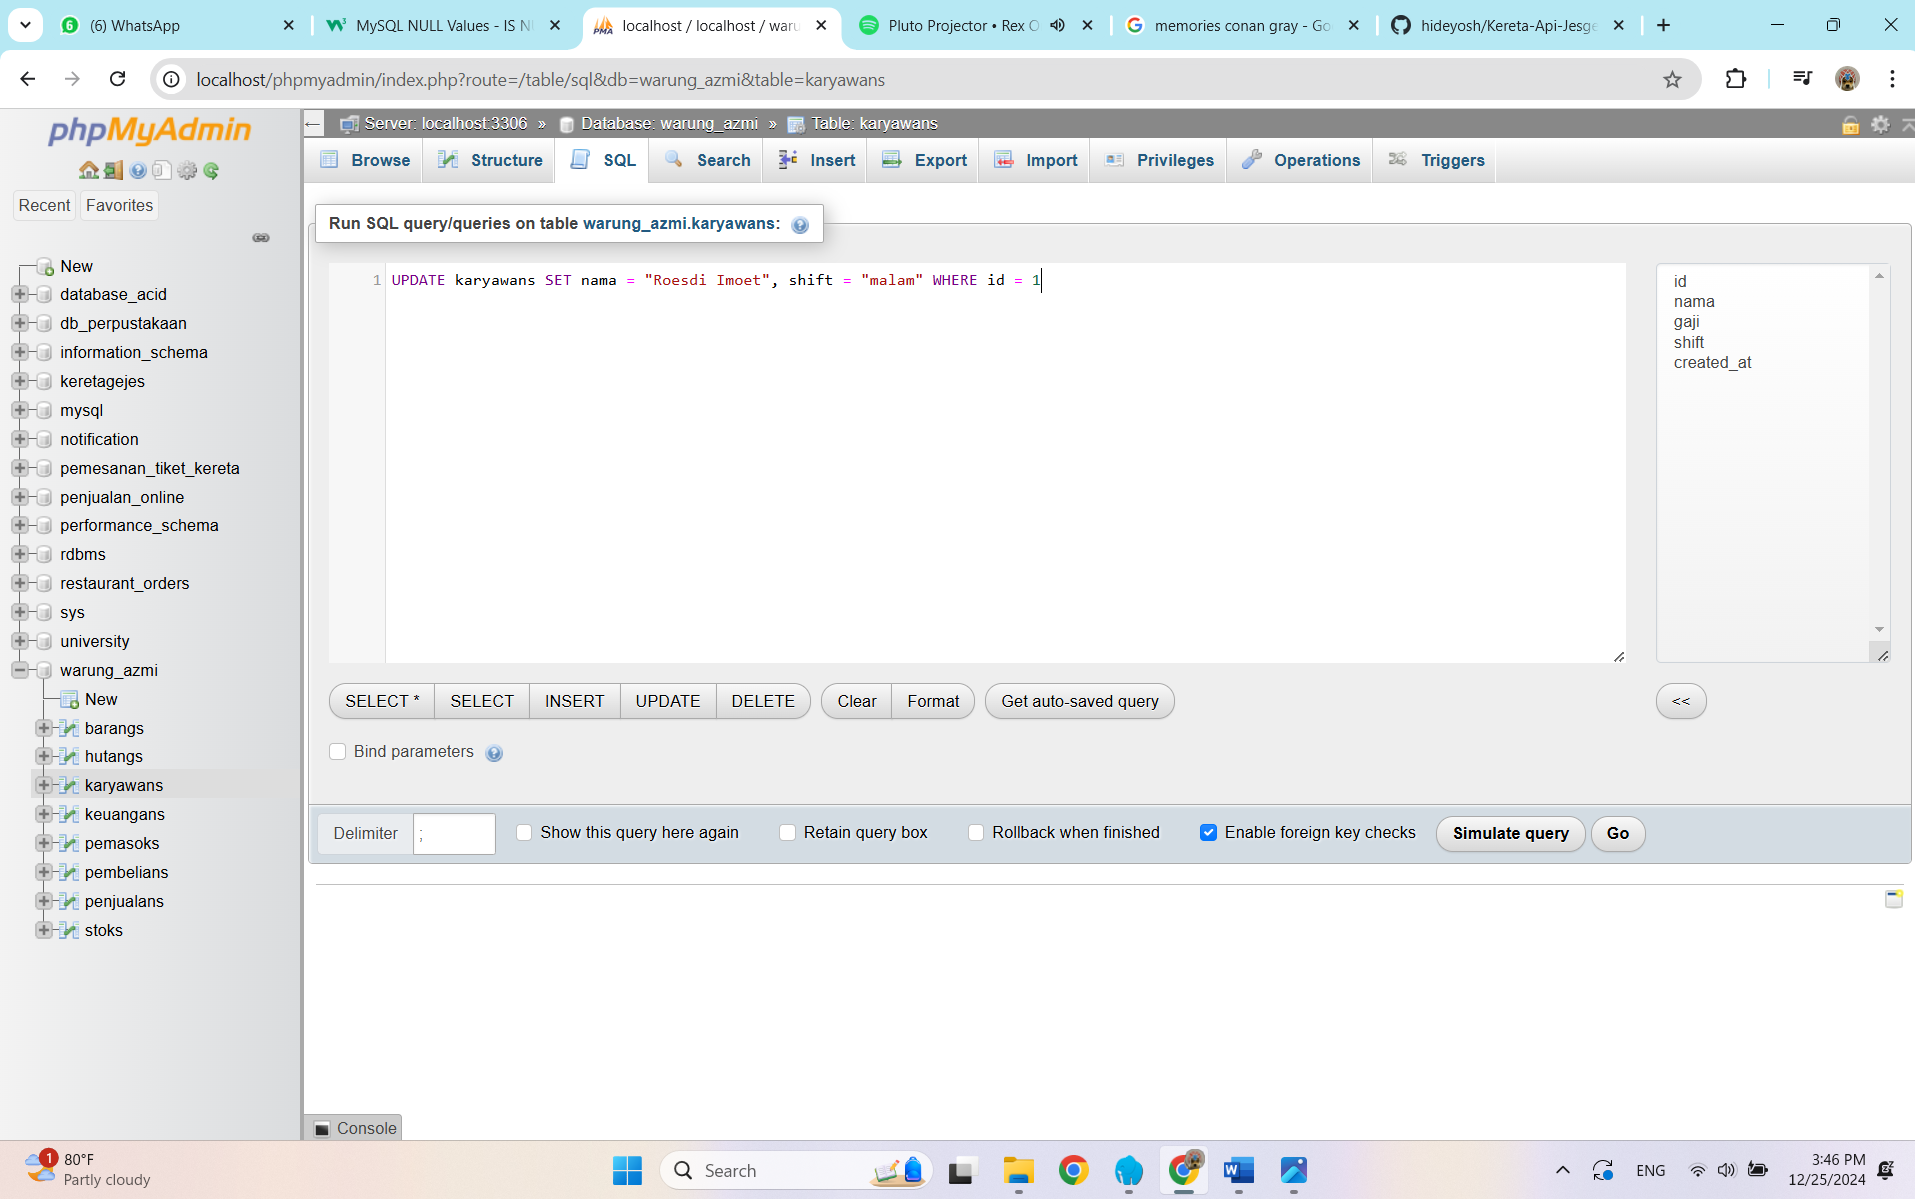 (6) WhatsApp
MySQL NULL Values - IS N
localhost / localhost / waru
Pluto Projector • Rex O
memories conan gray - Go
hideyosh/Kereta-Api-Jesge
localhost/phpmyadmin/index.php?route=/table/sql&db=warung_azmi&table=karyawans
phpMyAdmin
Server: localhost:3306 » Database: warung_azmi » Table: karyawans
Browse Structure SQL Search Insert Export Import Privileges Operations Triggers
Recent Favorites
New
database_acid
db_perpustakaan
information_schema
keretagejes
mysql
notification
pemesanan_tiket_kereta
penjualan_online
performance_schema
rdbms
restaurant_orders
sys
university
warung_azmi
New
barangs
hutangs
karyawans
keuangans
pemasoks
pembelians
penjualans
stoks
Run SQL query/queries on table warung_azmi.karyawans:
1 UPDATE karyawans SET nama = "Roesdi Imoet", shift = "malam" WHERE id = 1
id
nama
gaji
shift
created_at
SELECT * SELECT INSERT UPDATE DELETE Clear Format Get auto-saved query <<
Bind parameters
Delimiter ; Show this query here again Retain query box Rollback when finished Enable foreign key checks Simulate query Go
Console
1
80°F
Partly cloudy
Search
ENG
3:46 PM
12/25/2024